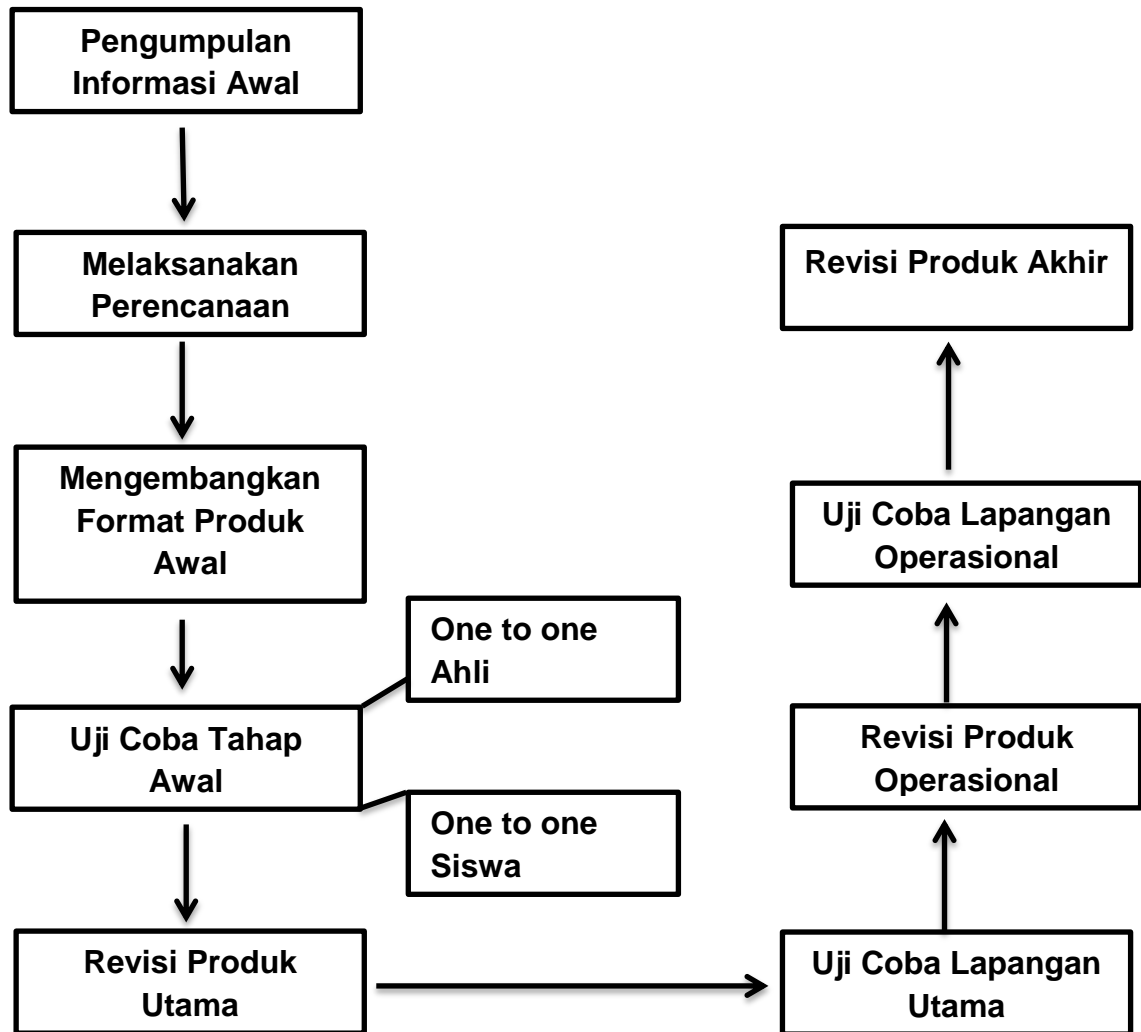 Pengumpulan
Informasi Awal
Melaksanakan
Perencanaan
Mengembangkan
Format Produk
Awal
Uji Coba Tahap
Awal
One to one
Ahli
One to one
Siswa
Revisi Produk
Utama
Uji Coba Lapangan
Utama
Revisi Produk
Operasional
Uji Coba Lapangan
Operasional
Revisi Produk Akhir